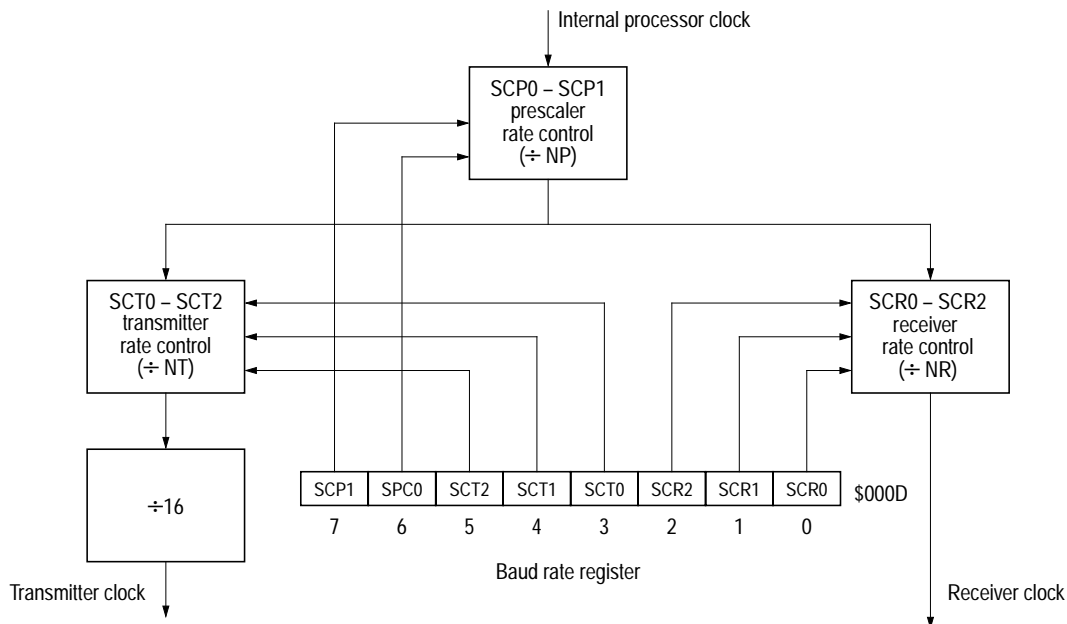 Internal processor clock
SCP0 – SCP1
prescaler
rate control
(÷ NP)
SCT0 – SCT2
transmitter
rate control
(÷ NT)
SCR0 – SCR2
receiver
rate control
(÷ NR)
÷16
SCP1 SPC0 SCT2 SCT1 SCT0 SCR2 SCR1 SCR0 $000D
7 6 5 4 3 2 1 0
Baud rate register
Transmitter clock
Receiver clock